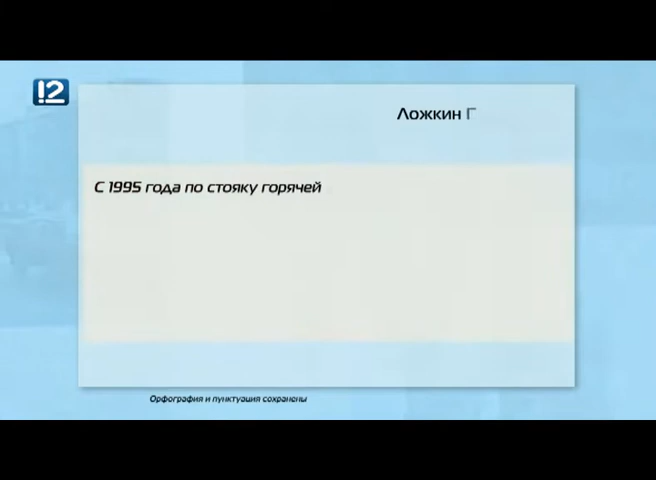 12
Ложкин Г
С 1995 года по стояку горячей
Орфография и пунктуация сохранены